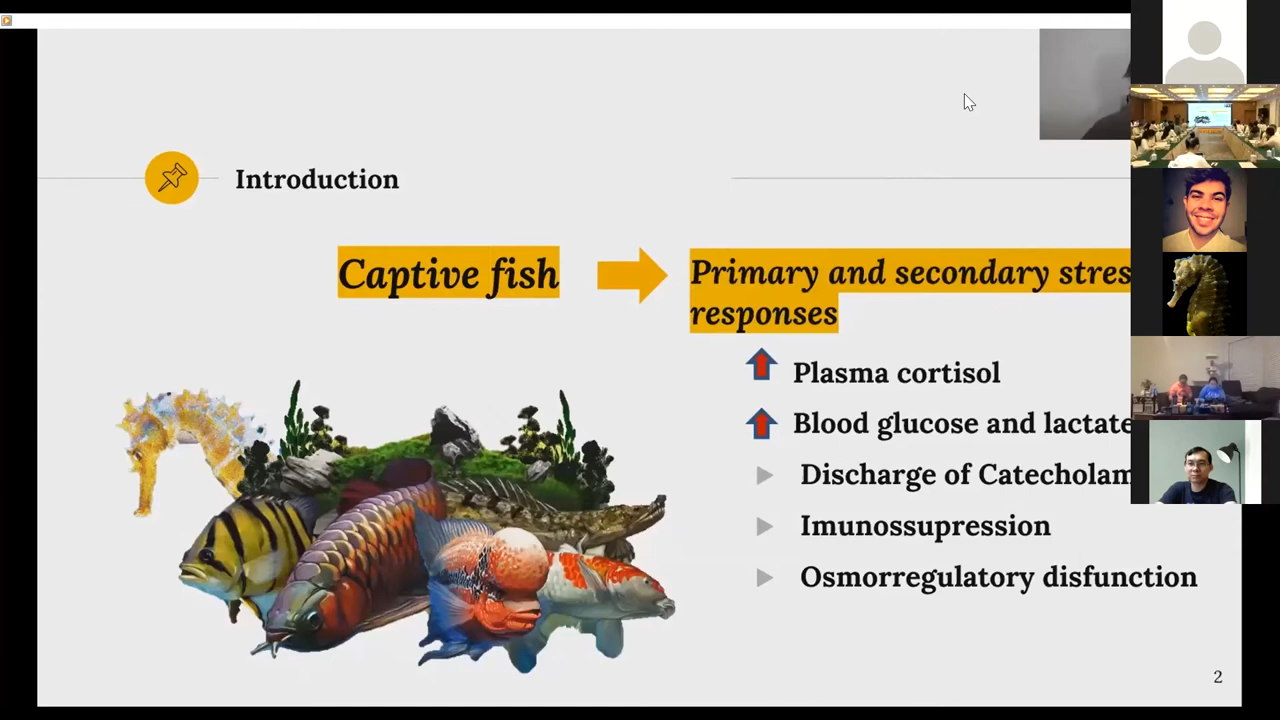 Introduction
Captive fish
Primary and secondary stres
responses
Plasma cortisol
Blood glucose and lactate
Discharge of Catecholam
Imunossupression
Osmorregulatory disfunction
2